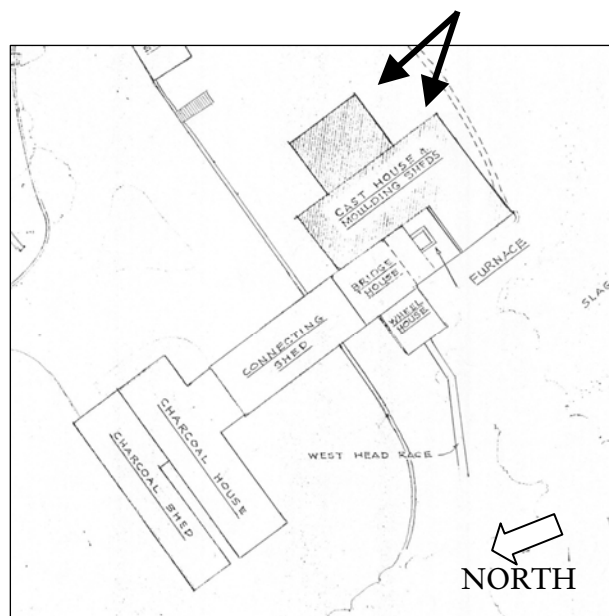 CAST HOUSE &
MOULDING SHEDS
FURNACE
BRIDGE
HOUSE
WHEEL
HOUSE
SLAG
CONNECTING
SHED
CHARCOAL HOUSE
CHARCOAL SHED
WEST HEAD RACE
NORTH